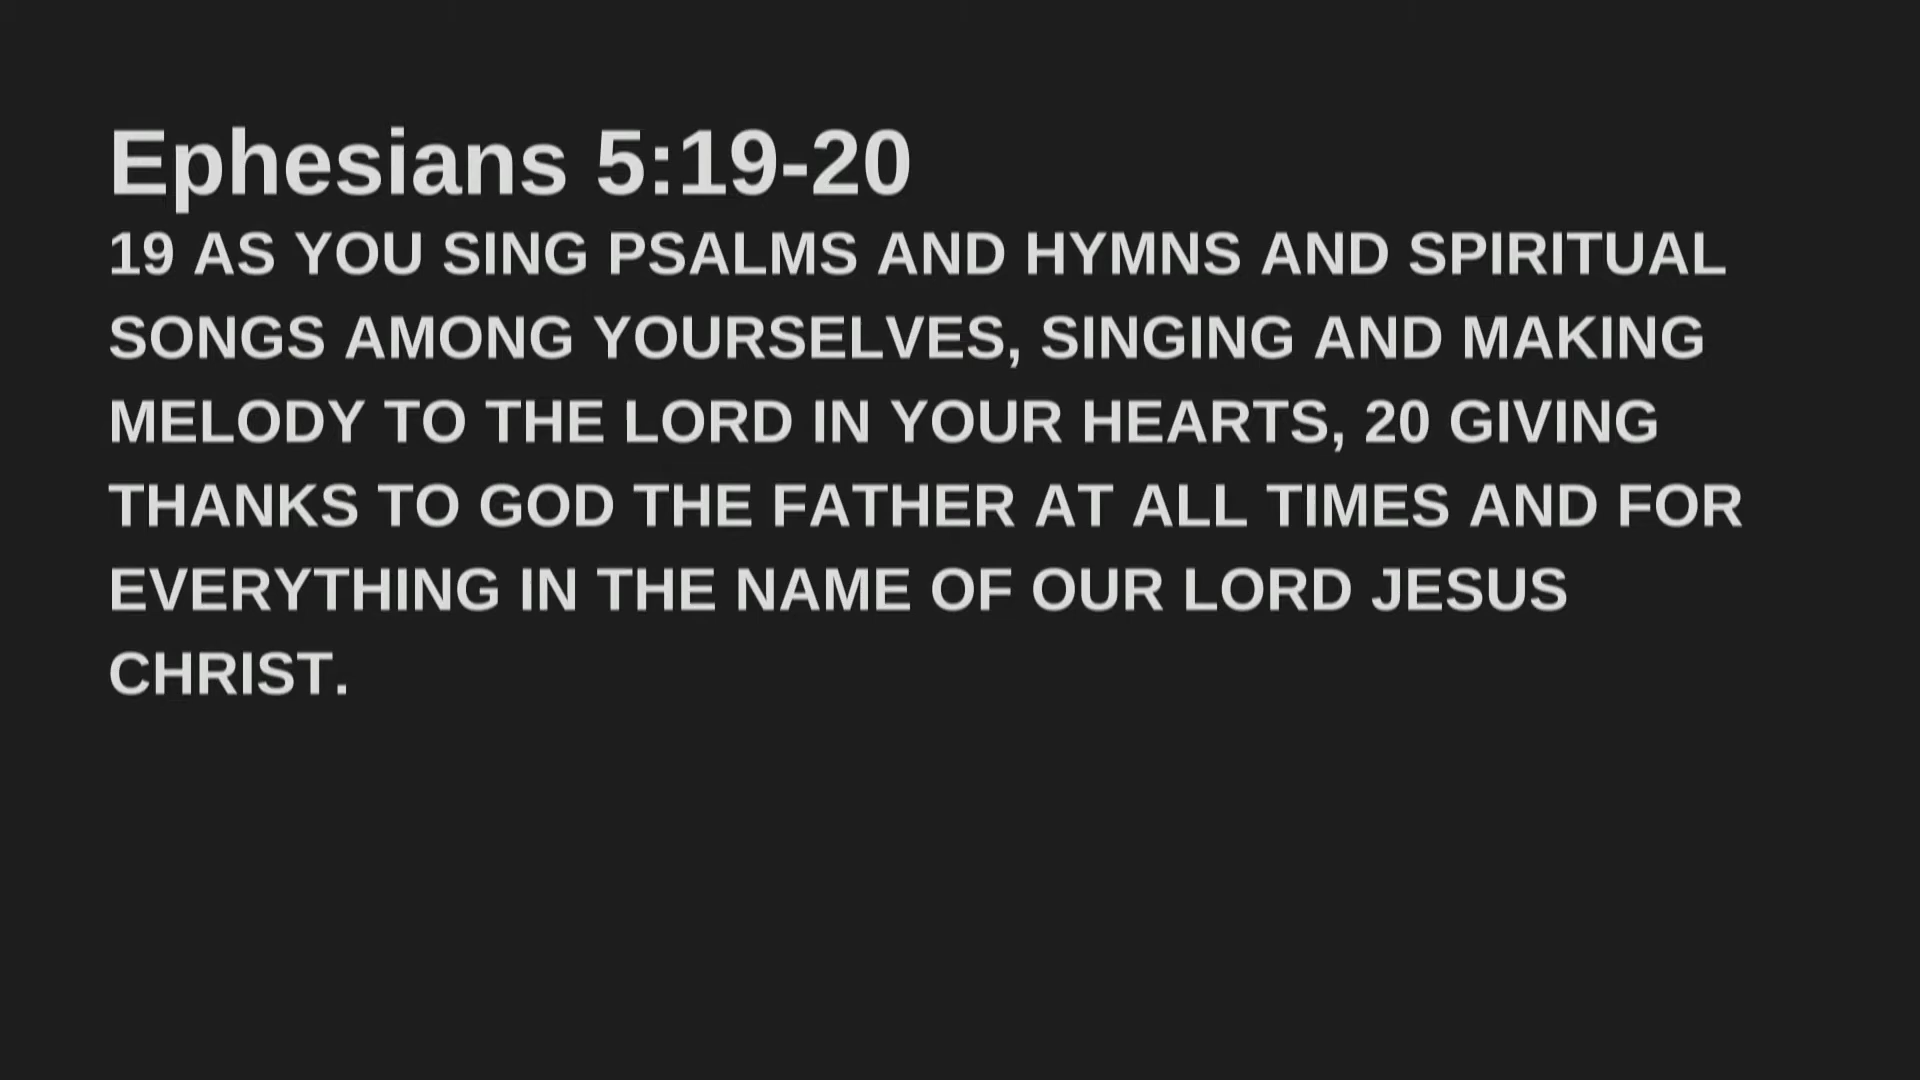 Ephesians 5:19-20
19 AS YOU SING PSALMS AND HYMNS AND SPIRITUAL
SONGS AMONG YOURSELVES, SINGING AND MAKING
MELODY TO THE LORD IN YOUR HEARTS, 20 GIVING
THANKS TO GOD THE FATHER AT ALL TIMES AND FOR
EVERYTHING IN THE NAME OF OUR LORD JESUS
CHRIST.